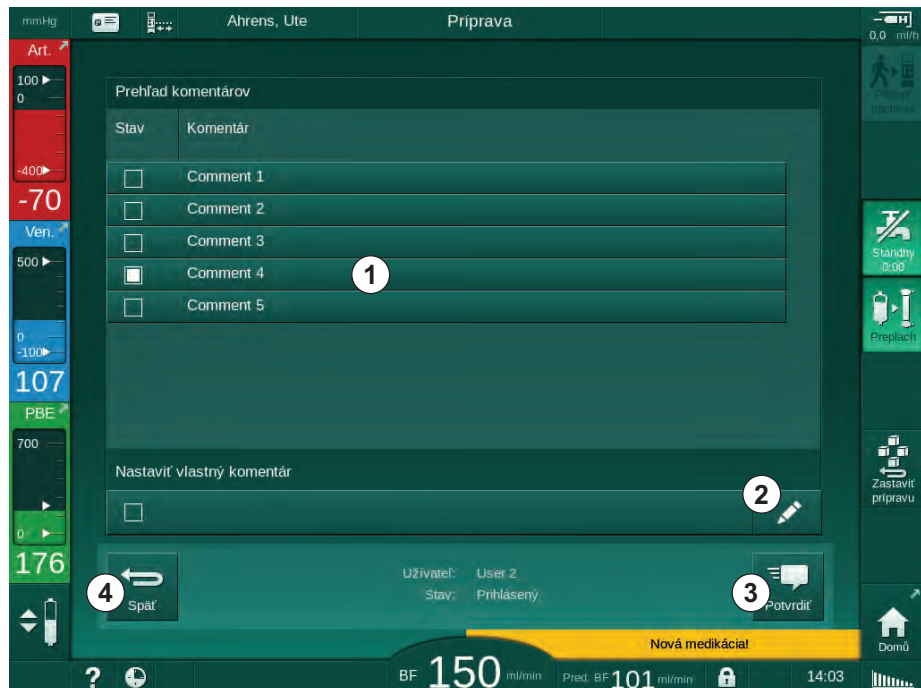 mmHg
Ahrens, Ute
Príprava
0,0 ml/h
Art.
100
0
-400
-70
Ven.
500
0
-100
107
PBE
700
0
176
Prehľad komentárov
Stav Komentár
Comment 1
Comment 2
Comment 3
Comment 4
Comment 5
1
Nastaviť vlastný komentár
2
4
Späť
Užívateľ: User 2
Stav: Prihlásený
3
Potvrdiť
Pripojiť
pacienta
Standby
0:00
Preplach
Zastaviť
prípravu
Domů
Nová medikácia!
?
BF 150 ml/min
Pred. BF 101 ml/min
14:03